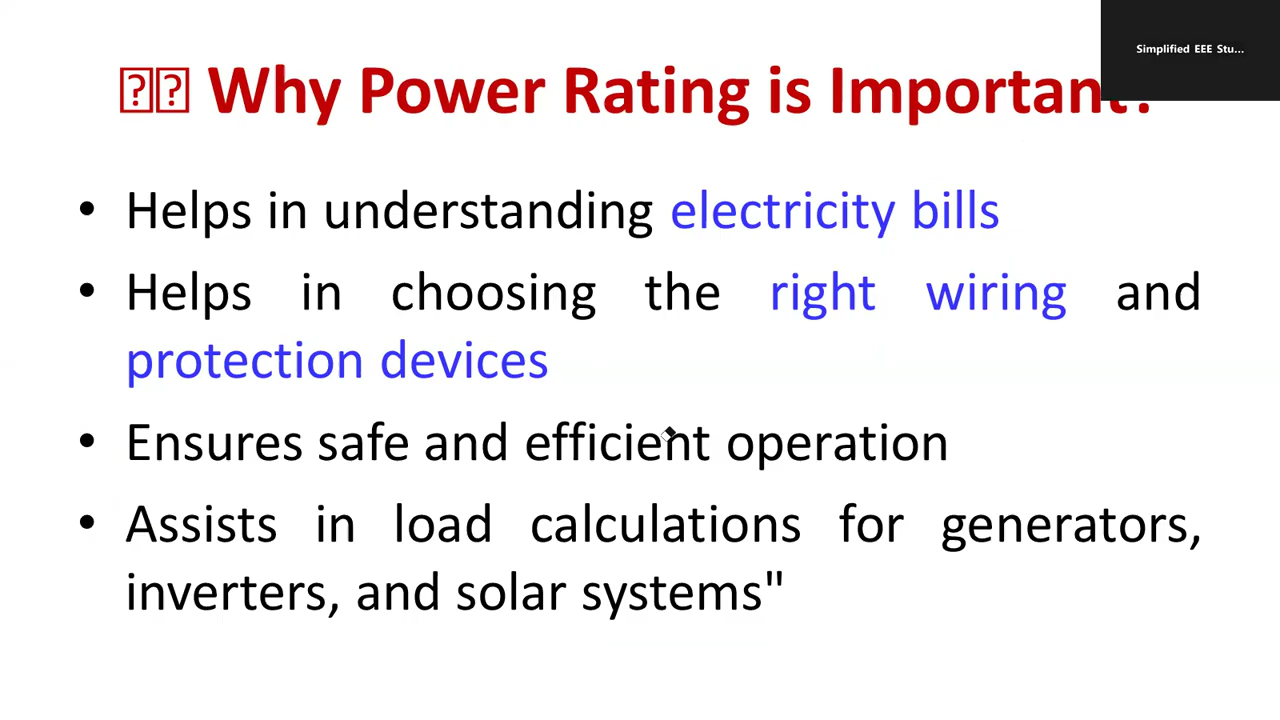 Simplified EEE Stu...
Why Power Rating is Important?
• Helps in understanding electricity bills
• Helps in choosing the right wiring and
protection devices
• Ensures safe and efficient operation
• Assists in load calculations for generators,
inverters, and solar systems"